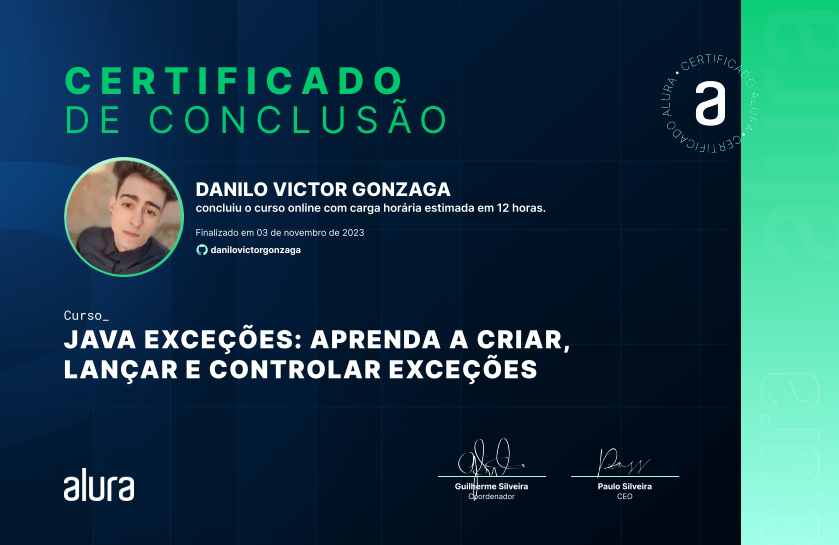 CERTIFICADO
DE CONCLUSÃO
CERTIFICADO ALURA • CERTIFICADO ALURA •
a
DANILO VICTOR GONZAGA
concluiu o curso online com carga horária estimada em 12 horas.
Finalizado em 03 de novembro de 2023
danilovictorgonzaga
Curso_
JAVA EXCEÇÕES: APRENDA A CRIAR,
LANÇAR E CONTROLAR EXCEÇÕES
alura
Guilherme Silveira
Coordenador
Paulo Silveira
CEO
alura
alura